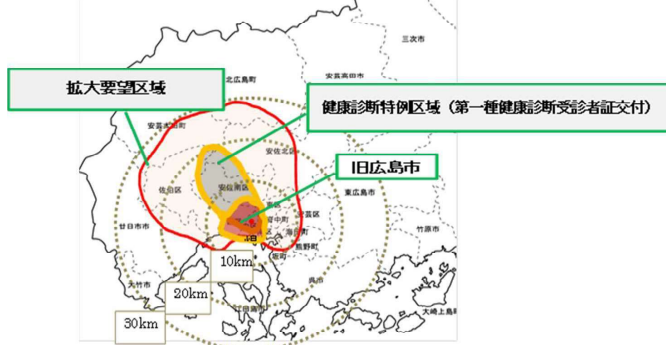 三次市
安芸高田市
北広島町
拡大要望区域
健康診断特例区域（第一種健康診断受診者証交付）
安芸太田町
安佐北区
旧広島市
佐伯区
安佐南区
東広島市
東区
府中町
安芸区
海田町
廿日市市
竹原市
熊野町
坂町
10km
呉市
大竹市
20km
江田島市
大崎上島町
30km